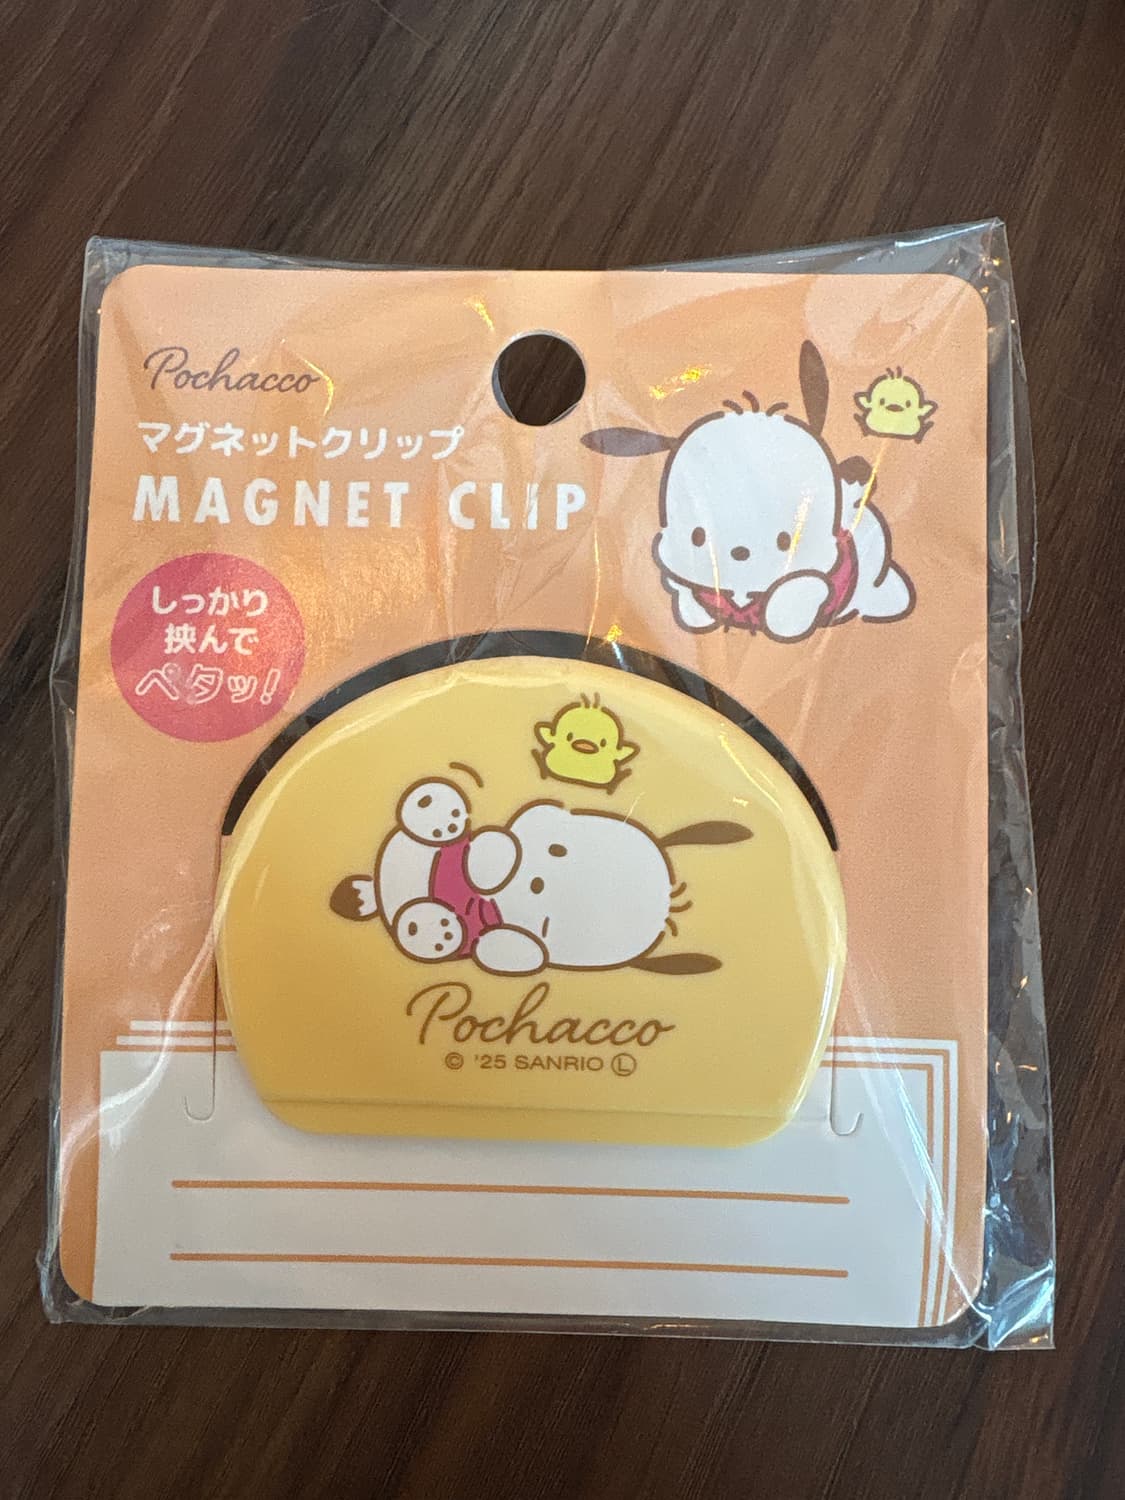 Pochacco
マグネットクリップ
MAGNET CLIP
しっかり
挟んで
ペタッ!
Pochacco
© '25 SANRIO Ⓛ